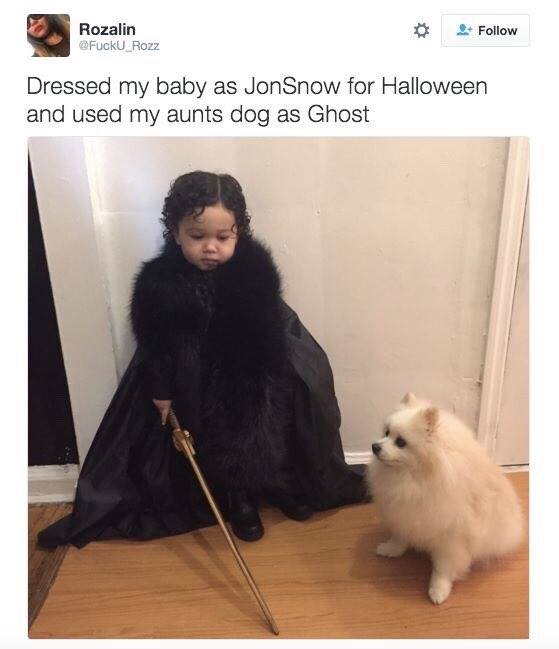 Rozalin
Follow
@FuckU_Rozz
Dressed my baby as JonSnow for Halloween
and used my aunts dog as Ghost